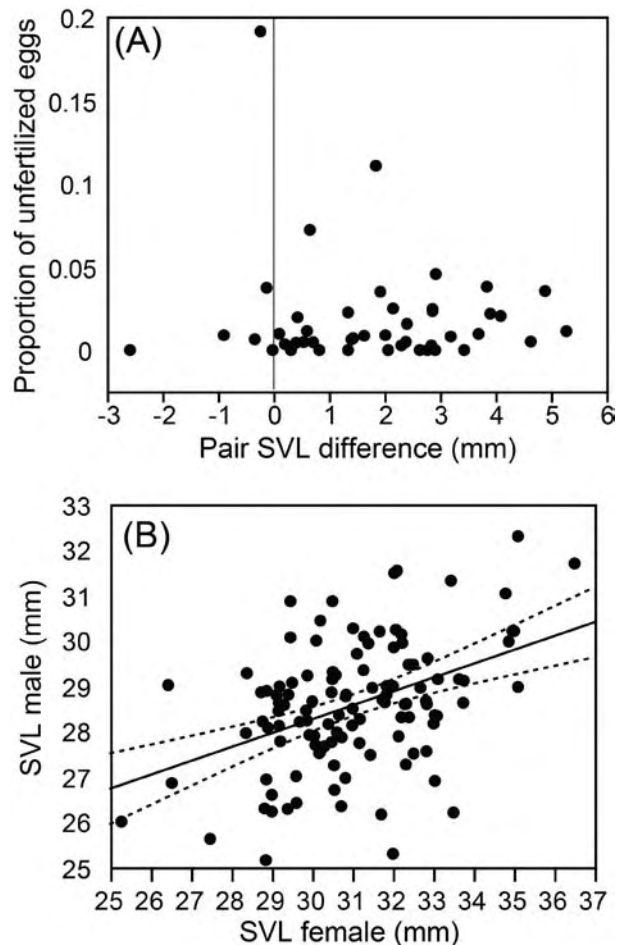 (A)
Proportion of unfertilized eggs
0.2
0.15
0.1
0.05
0
-3 -2 -1 0 1 2 3 4 5 6
Pair SVL difference (mm)
(B)
SVL male (mm)
33
32
31
30
29
28
27
26
25
25 26 27 28 29 30 31 32 33 34 35 36 37
SVL female (mm)